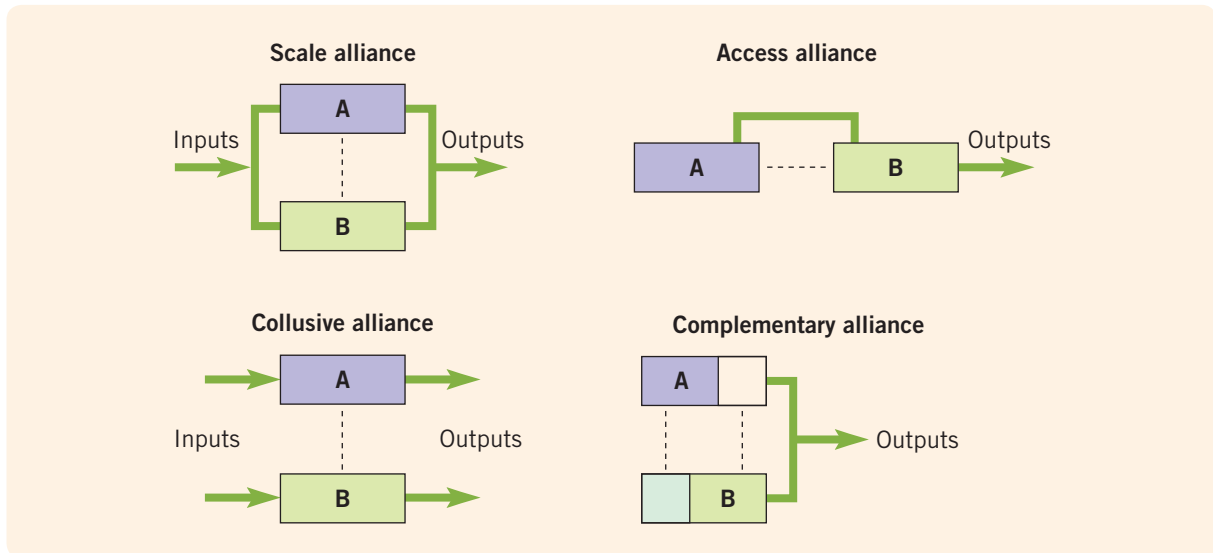 Scale alliance
A
Inputs
Outputs
B
Access alliance
A
B
Outputs
Collusive alliance
A
Inputs
Outputs
B
Complementary alliance
A
Outputs
B